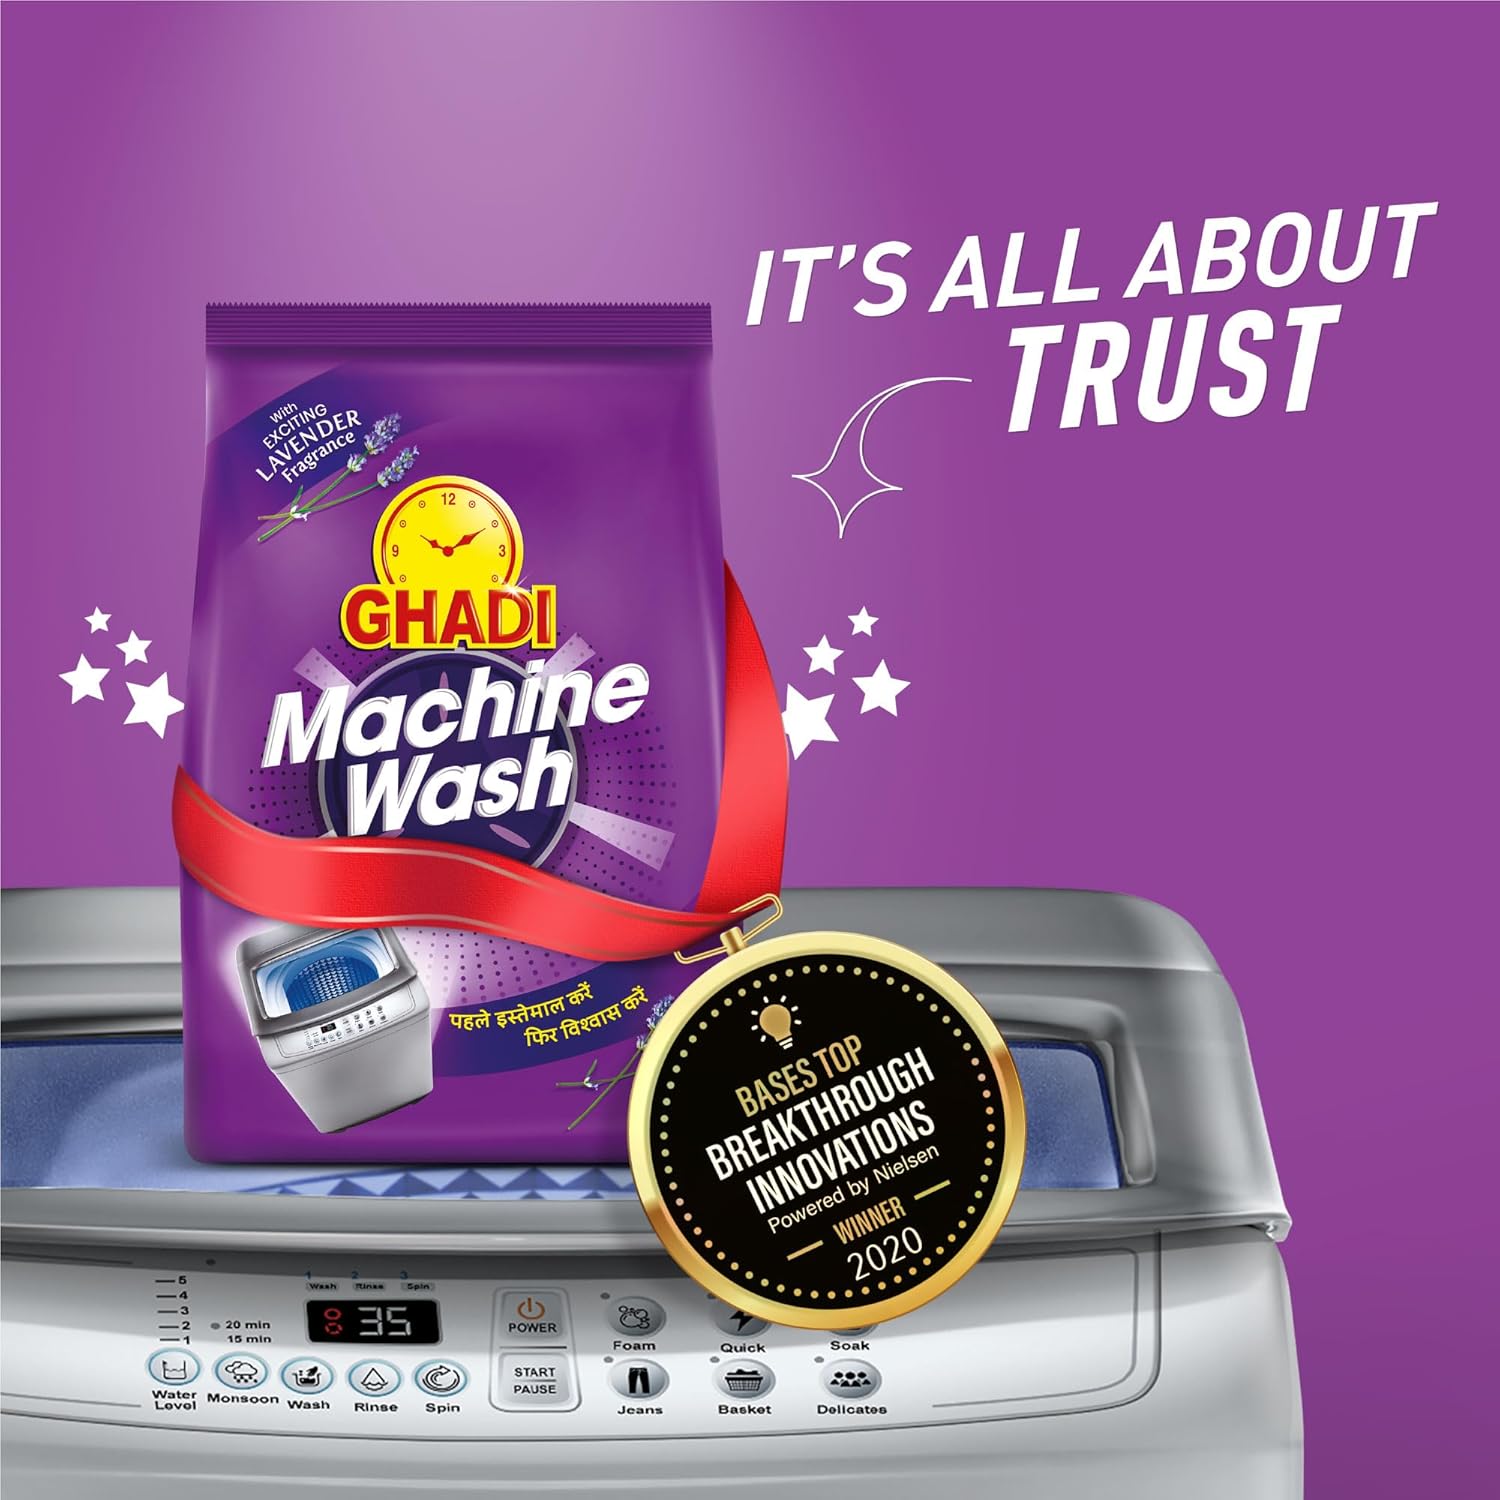 IT'S ALL ABOUT
TRUST
With
EXCITING
LAVENDER
Fragrance
12
9
3
GHADI
Machine
Wash
पहले इस्तेमाल करें
फिर विश्वास करें
BASES TOP
BREAKTHROUGH
INNOVATIONS
Powered by Nielsen
WINNER
2020
5
4
3
2
1
20 min
15 min
1 2 3
Wash Rinse Spin
8 35
POWER
START
PAUSE
Foam
Quick
Soak
Water
Level
Monsoon
Wash
Rinse
Spin
Jeans
Basket
Delicates